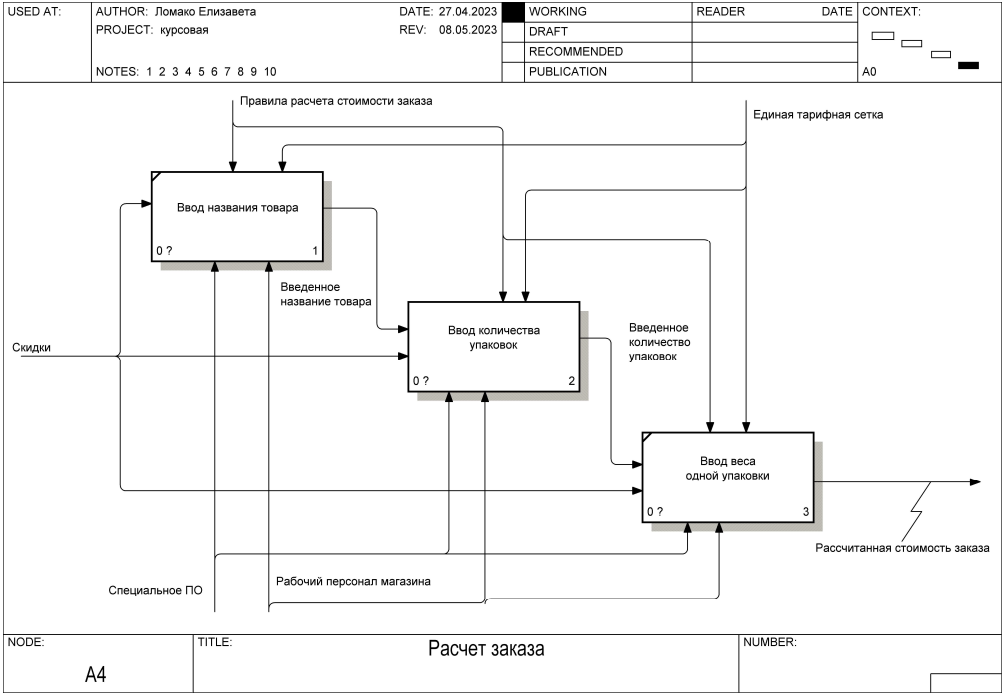 USED AT:
AUTHOR: Ломако Елизавета
DATE: 27.04.2023
PROJECT: курсовая
REV: 08.05.2023
NOTES: 1 2 3 4 5 6 7 8 9 10
WORKING
DRAFT
RECOMMENDED
PUBLICATION
READER
DATE
CONTEXT:
A0
Правила расчета стоимости заказа
Единая тарифная сетка
Ввод названия товара
0 ?
1
Введенное
название товара
Скидки
Ввод количества
упаковок
0 ?
2
Введенное
количество
упаковок
Ввод веса
одной упаковки
0 ?
3
Рассчитанная стоимость заказа
Специальное ПО
Рабочий персонал магазина
NODE:
A4
TITLE:
Расчет заказа
NUMBER: